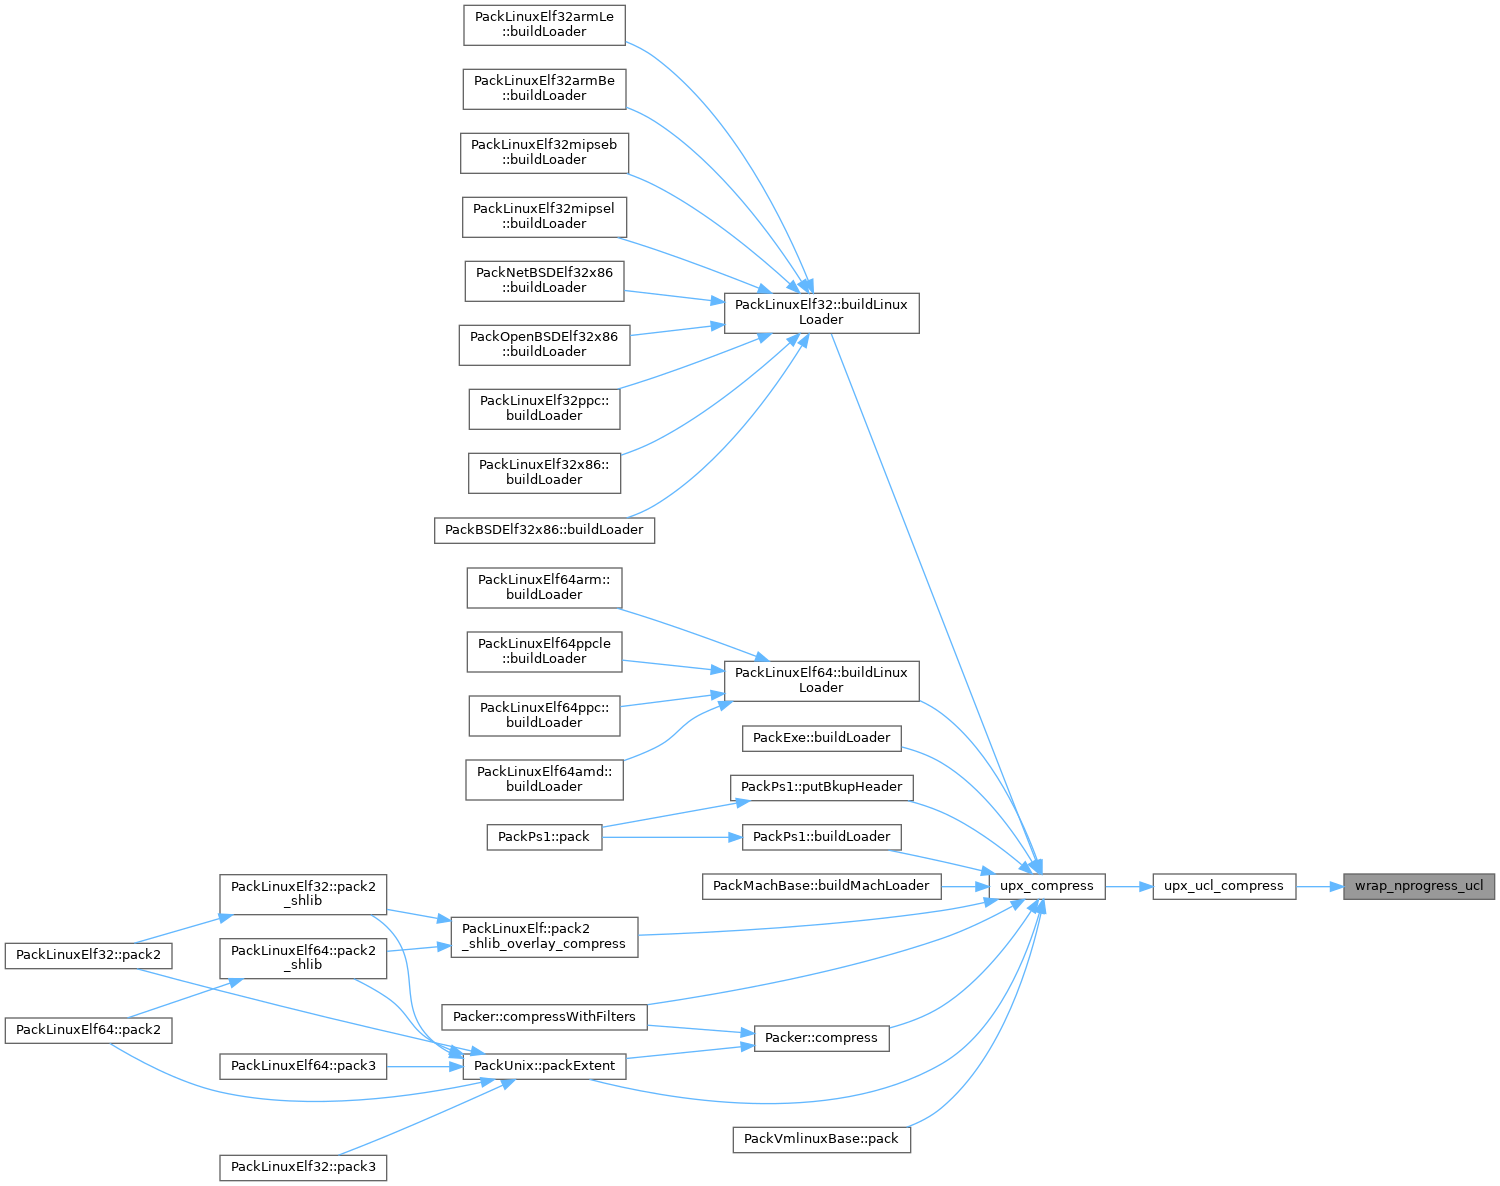 PackLinuxElf32armLe
::buildLoader
PackLinuxElf32armBe
::buildLoader
PackLinuxElf32mipseb
::buildLoader
PackLinuxElf32mipsel
::buildLoader
PackNetBSDElf32x86
::buildLoader
PackLinuxElf32::buildLinux
Loader
PackOpenBSDElf32x86
::buildLoader
PackLinuxElf32ppc::
buildLoader
PackLinuxElf32x86::
buildLoader
PackBSDElf32x86::buildLoader
PackLinuxElf64arm::
buildLoader
PackLinuxElf64ppcle
::buildLoader
PackLinuxElf64::buildLinux
Loader
PackLinuxElf64ppc::
buildLoader
PackExe::buildLoader
PackLinuxElf64amd::
buildLoader
PackPs1::putBkupHeader
PackPs1::pack
PackPs1::buildLoader
PackLinuxElf32::pack2
_shlib
PackMachBase::buildMachLoader
upx_compress
upx_ucl_compress
wrap_nprogress_ucl
PackLinuxElf::pack2
_shlib_overlay_compress
PackLinuxElf32::pack2
PackLinuxElf64::pack2
_shlib
Packer::compressWithFilters
PackLinuxElf64::pack2
Packer::compress
PackLinuxElf64::pack3
PackUnix::packExtent
PackVmlinuxBase::pack
PackLinuxElf32::pack3